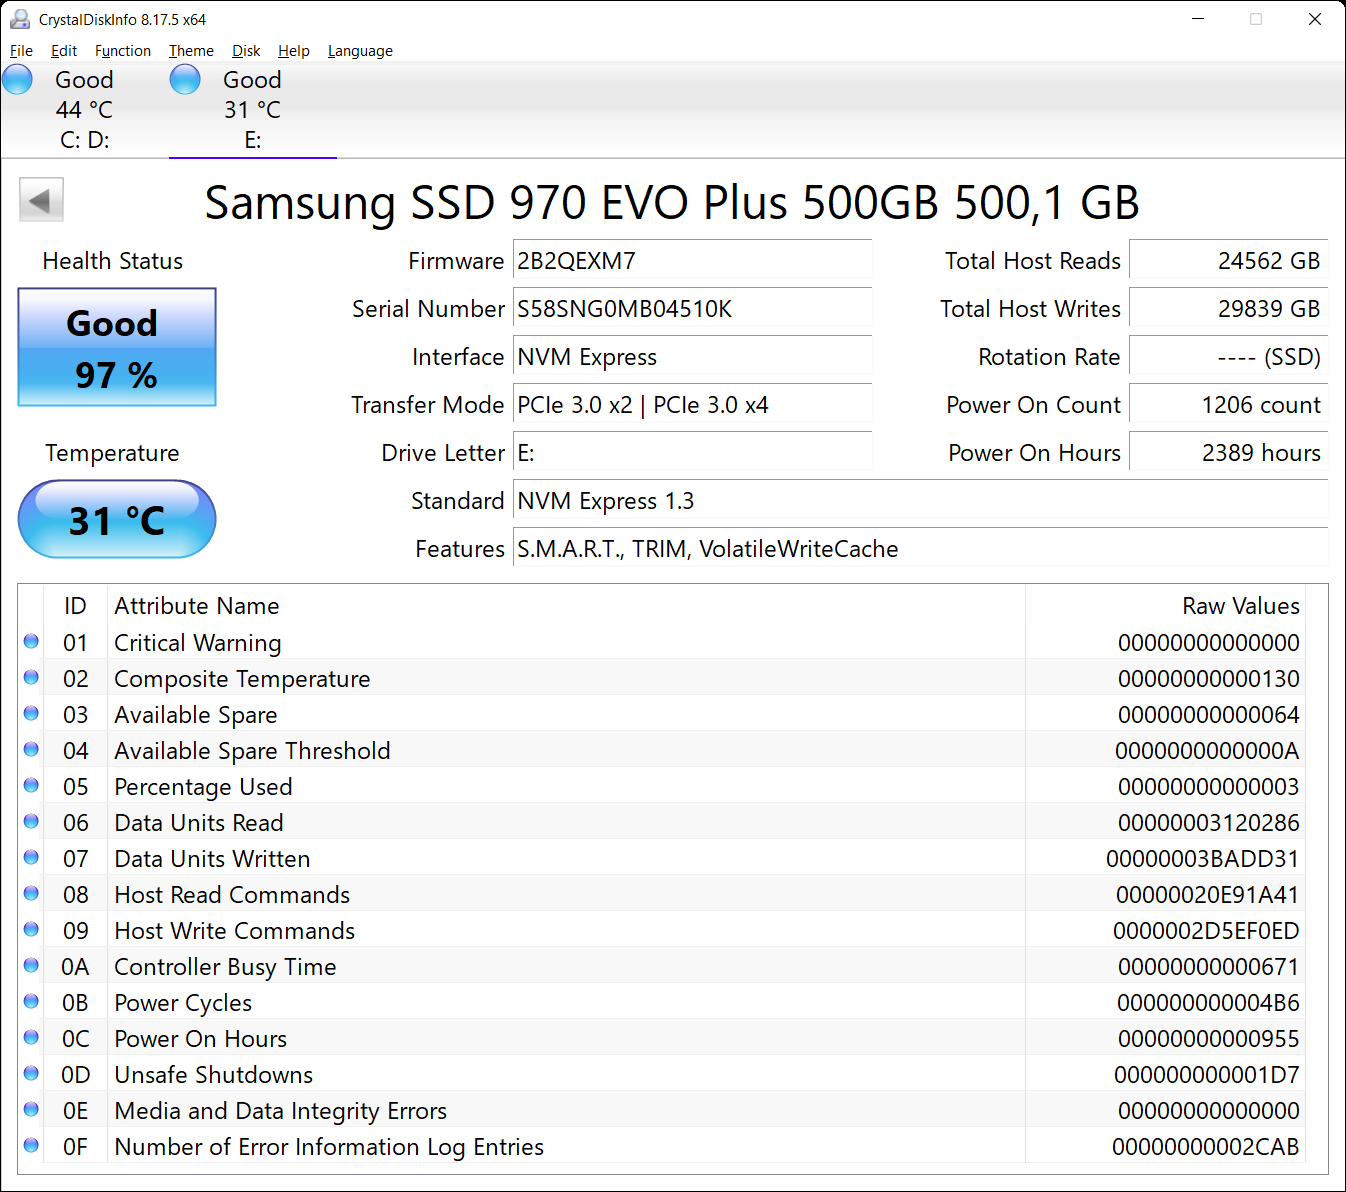 CrystalDiskInfo 8.17.5 x64
File Edit Function Theme Disk Help Language
Good Good
44 °C 31 °C
C: D: E:
Samsung SSD 970 EVO Plus 500GB 500,1 GB
Health Status
Good
97 %
Temperature
31 °C
Firmware 2B2QEXM7
Serial Number S58SNG0MB04510K
Interface NVM Express
Transfer Mode PCIe 3.0 x2 | PCIe 3.0 x4
Drive Letter E:
Standard NVM Express 1.3
Features S.M.A.R.T., TRIM, VolatileWriteCache
Total Host Reads 24562 GB
Total Host Writes 29839 GB
Rotation Rate ---- (SSD)
Power On Count 1206 count
Power On Hours 2389 hours
ID Attribute Name Raw Values
01 Critical Warning 00000000000000
02 Composite Temperature 00000000000130
03 Available Spare 00000000000064
04 Available Spare Threshold 0000000000000A
05 Percentage Used 00000000000003
06 Data Units Read 00000003120286
07 Data Units Written 00000003BADD31
08 Host Read Commands 00000020E91A41
09 Host Write Commands 0000002D5EF0ED
0A Controller Busy Time 00000000000671
0B Power Cycles 000000000004B6
0C Power On Hours 00000000000955
0D Unsafe Shutdowns 000000000001D7
0E Media and Data Integrity Errors 00000000000000
0F Number of Error Information Log Entries 00000000002CAB